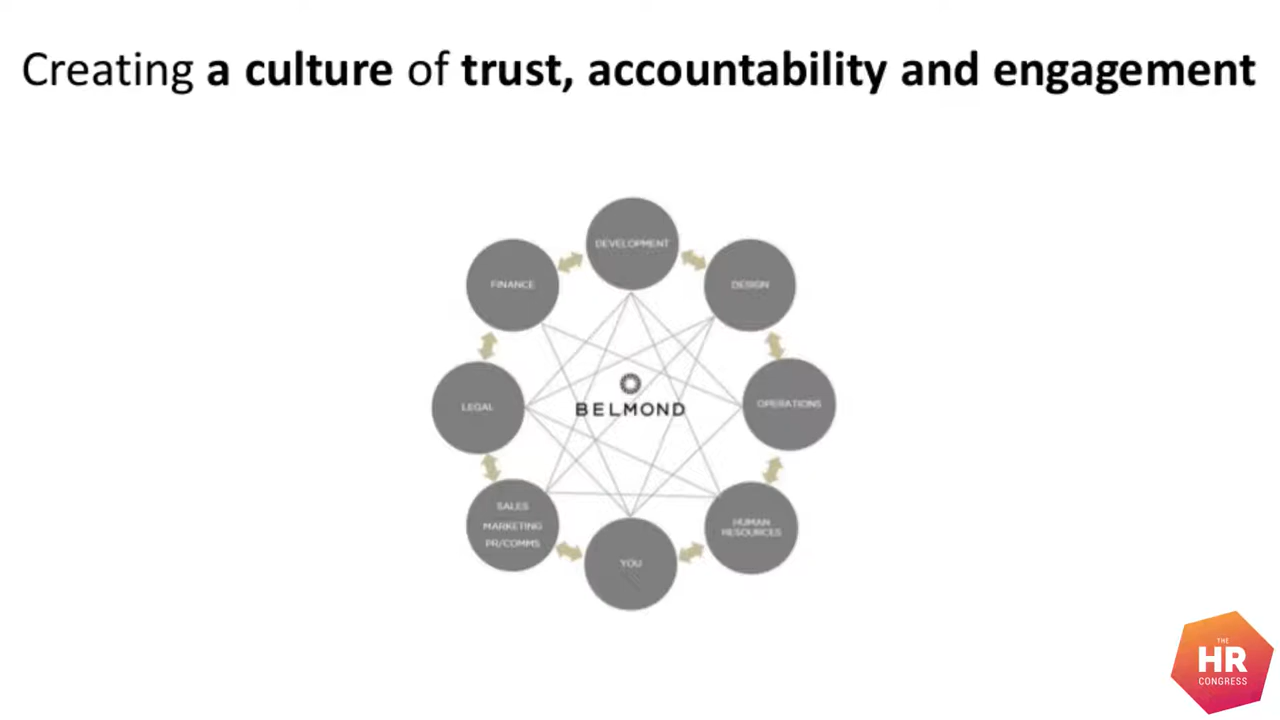 Creating a culture of trust, accountability and engagement
DEVELOPMENT
FINANCE
DESIGN
BELMOND
LEGAL
OPERATIONS
SALES
MARKETING
PR/COMMS
HUMAN
RESOURCES
YOU
THE
HR
CONGRESS